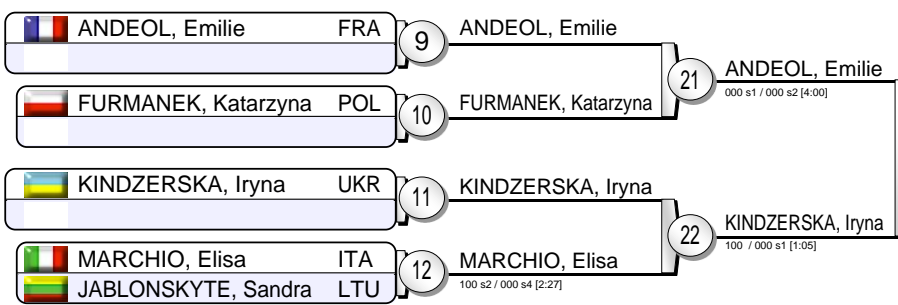 ANDEOL, Emilie FRA
9
ANDEOL, Emilie
21
ANDEOL, Emilie
000 s1 / 000 s2 [4:00]
FURMANEK, Katarzyna POL
10
FURMANEK, Katarzyna
KINDZERSKA, Iryna UKR
11
KINDZERSKA, Iryna
22
KINDZERSKA, Iryna
100 / 000 s1 [1:05]
MARCHIO, Elisa ITA
JABLONSKYTE, Sandra LTU
12
MARCHIO, Elisa
100 s2 / 000 s4 [2:27]